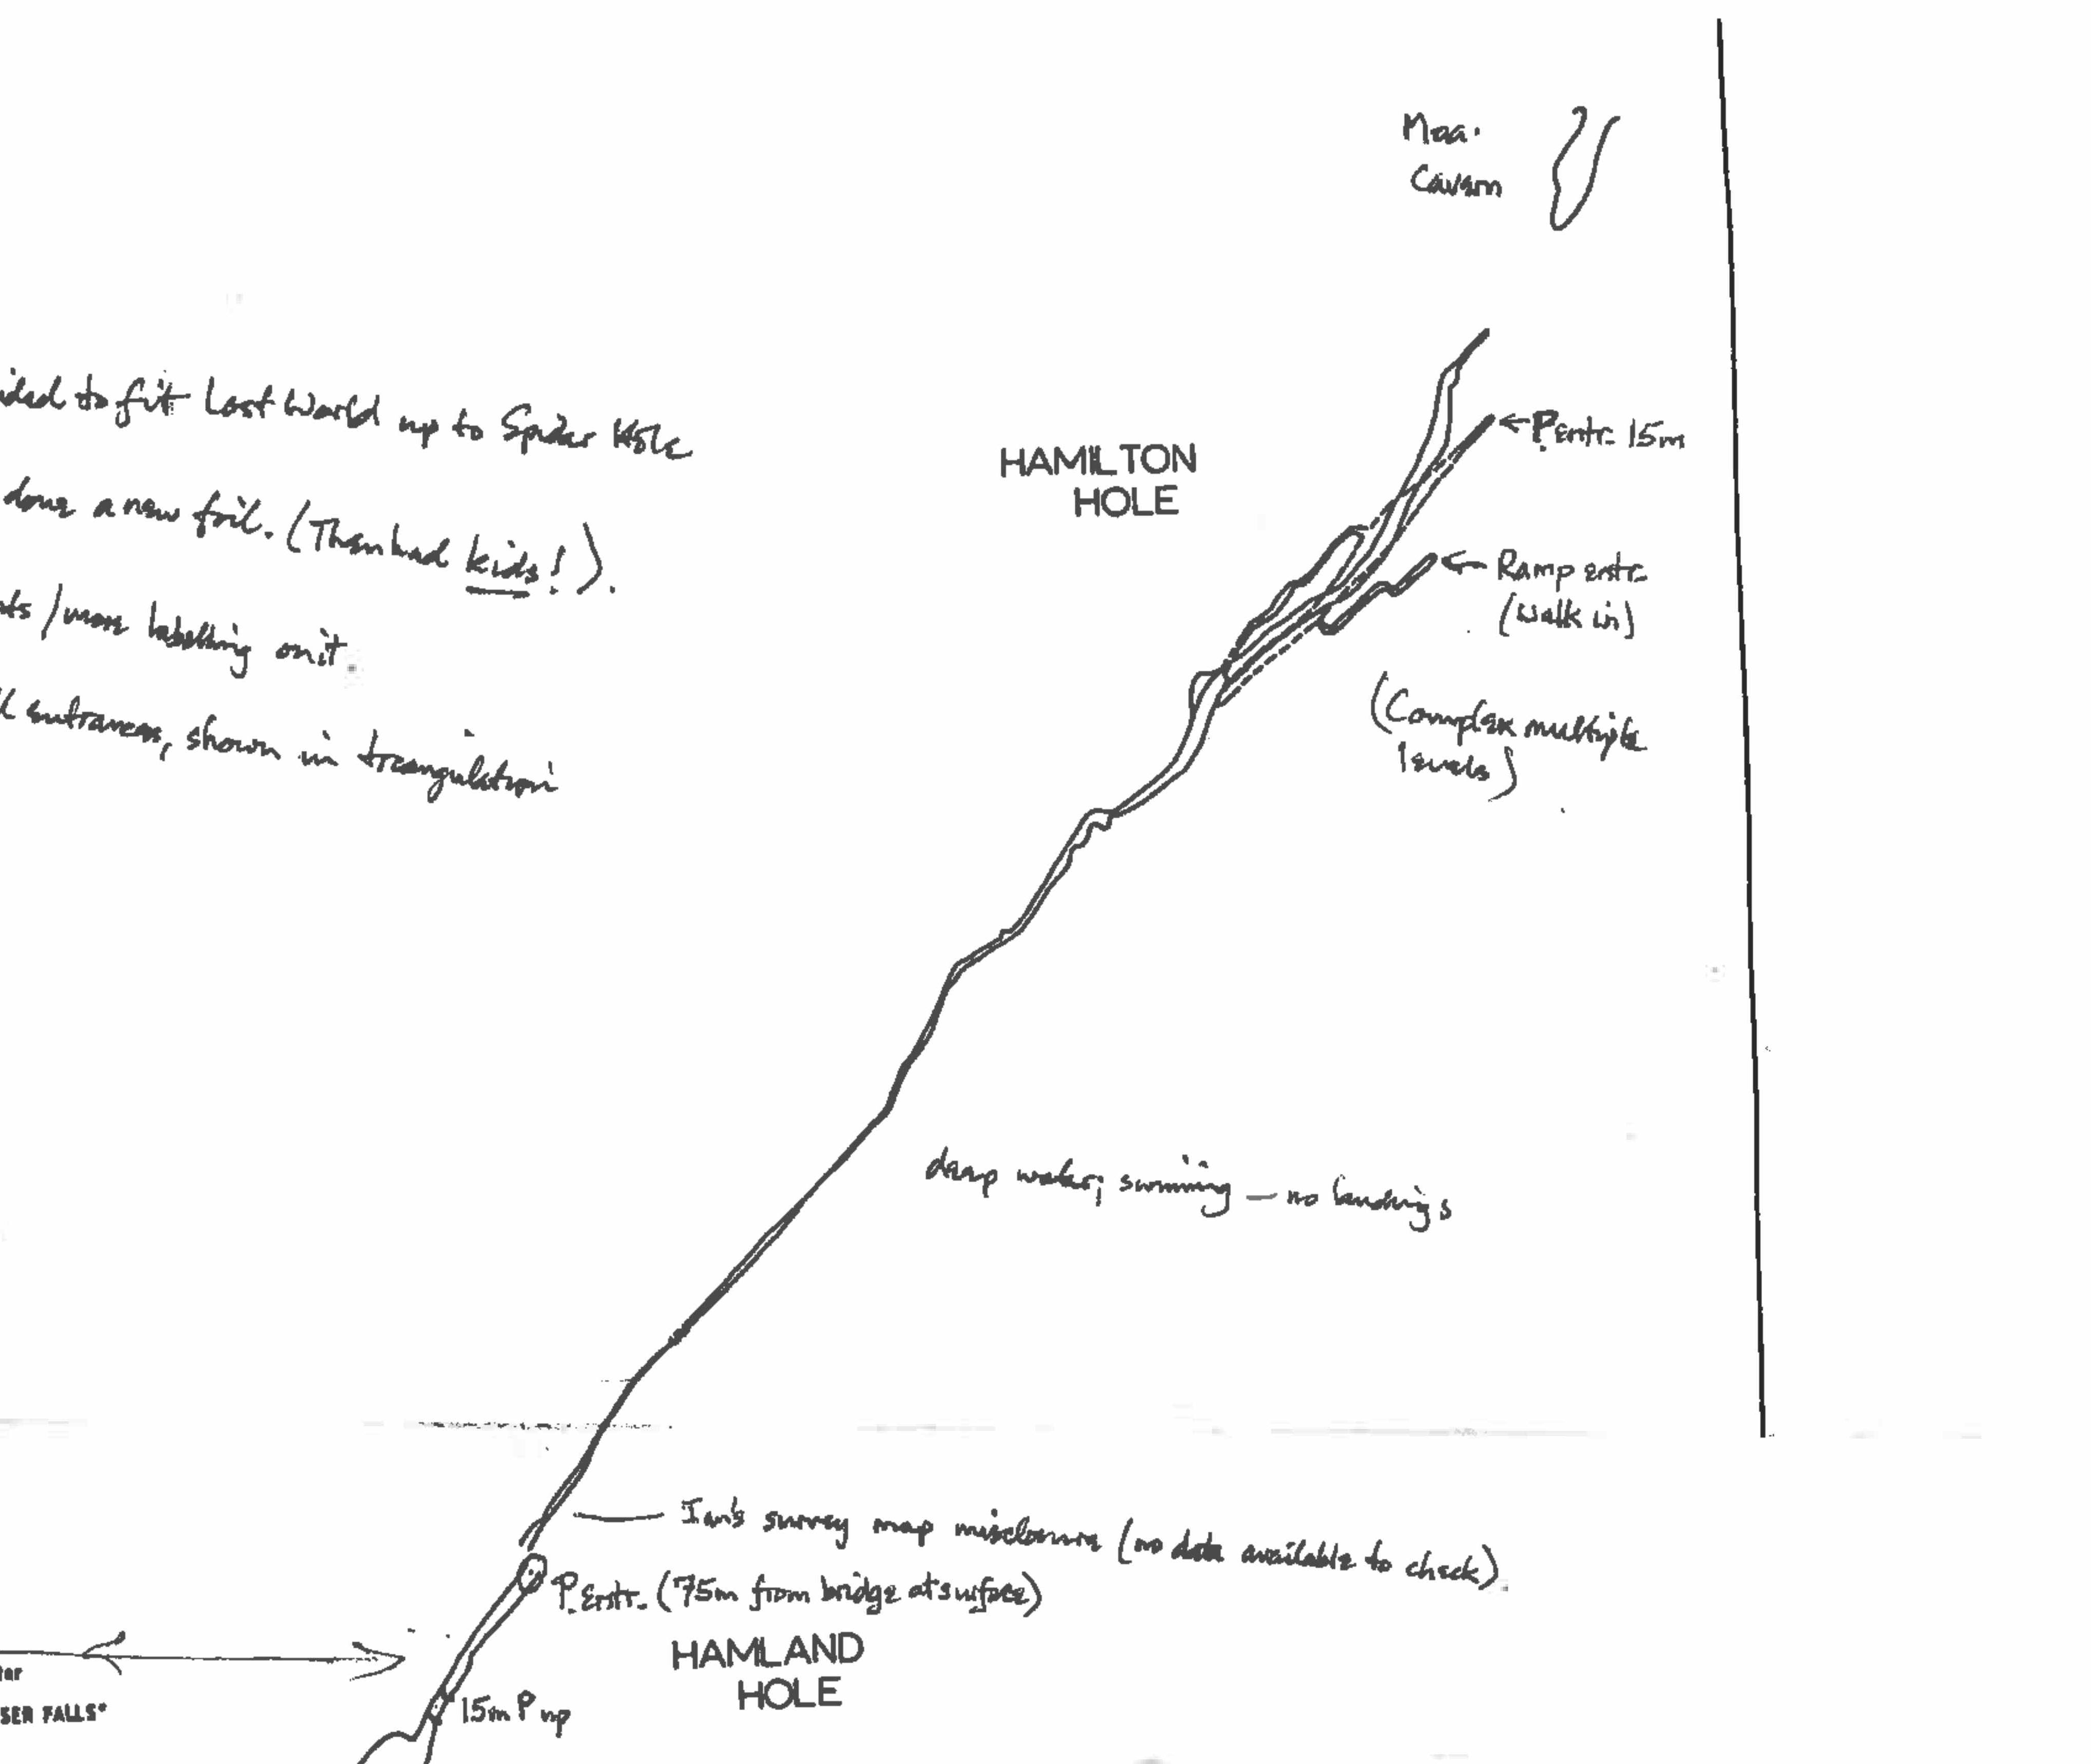 Moa.
Cavern
ided to fit Lost World up to Spider Hole
done a new foil. (Then had kids!).
nts / more labelling on it
l entrances, shown in triangulation
HAMILTON
HOLE
← P. entr. 15m
← Ramp entr.
(walk in)
(Complex multiple
levels)
deep water; swimming — no landings
Ian's survey map misclosure (no data available to check)
P. Entr. (75m from bridge at surface)
HAMLAND
HOLE
15m P up
SER FALLS"